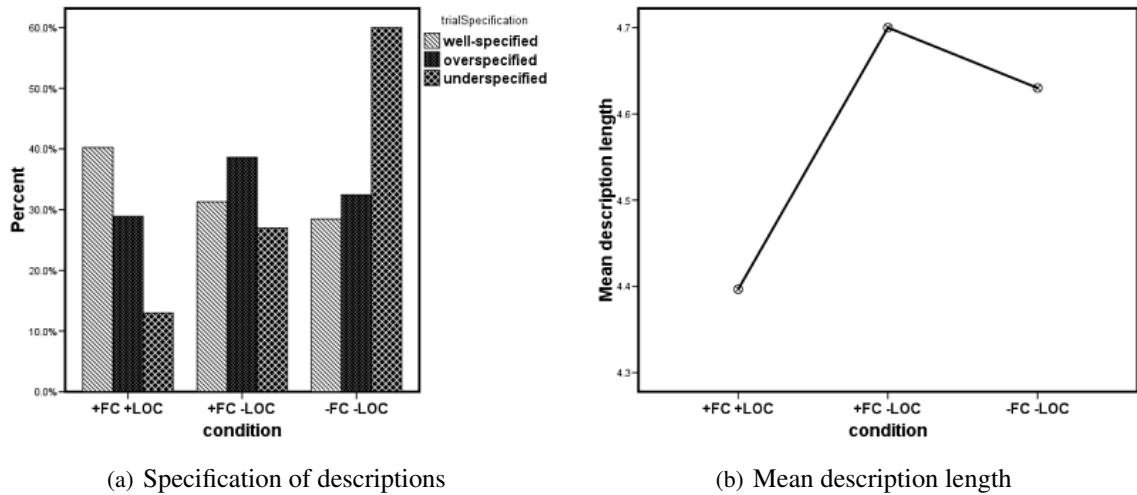 trialSpecification
well-specified
overspecified
underspecified
60.0%
50.0%
40.0%
30.0%
20.0%
10.0%
0.0%
Percent
+FC +LOC
+FC -LOC
-FC -LOC
condition
(a) Specification of descriptions
4.7
4.6
4.5
4.4
4.3
Mean description length
+FC +LOC
+FC -LOC
-FC -LOC
condition
(b) Mean description length